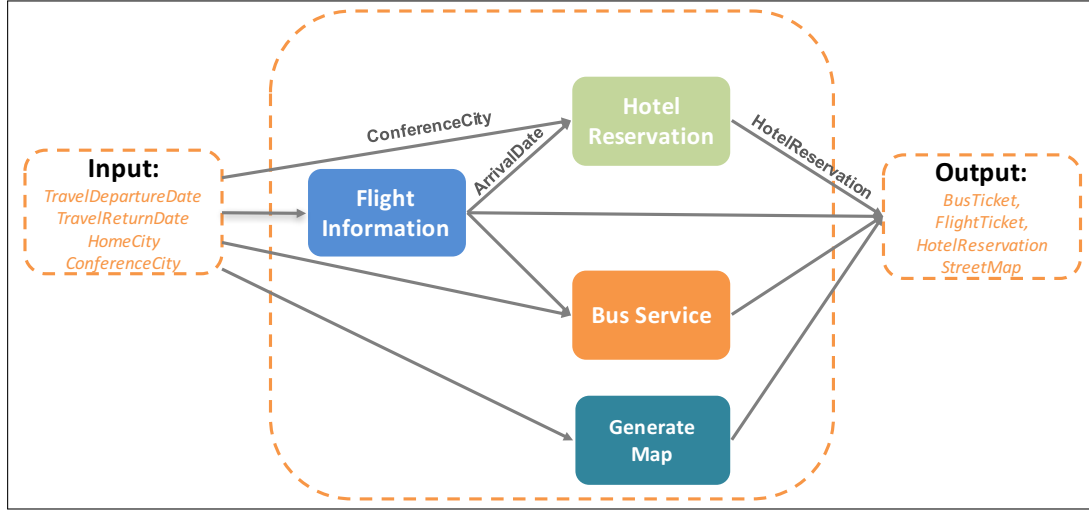 Input:
TravelDepartureDate
TravelReturnDate
HomeCity
ConferenceCity
ConferenceCity
ArrivalDate
Flight
Information
Hotel
Reservation
Bus Service
Generate
Map
HotelReservation
Output:
BusTicket,
FlightTicket,
HotelReservation
StreetMap